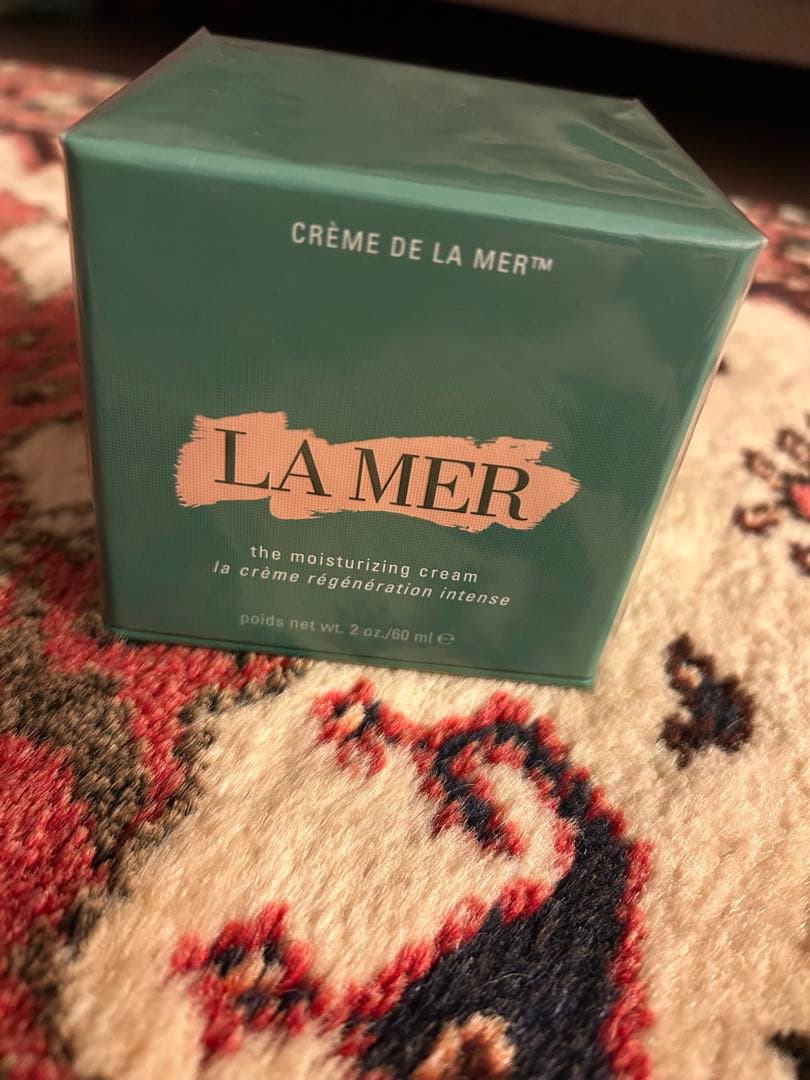 CRÈME DE LA MER™
LA MER
the moisturizing cream
la crème régénération intense
poids net wt. 2 oz./60 ml ℮